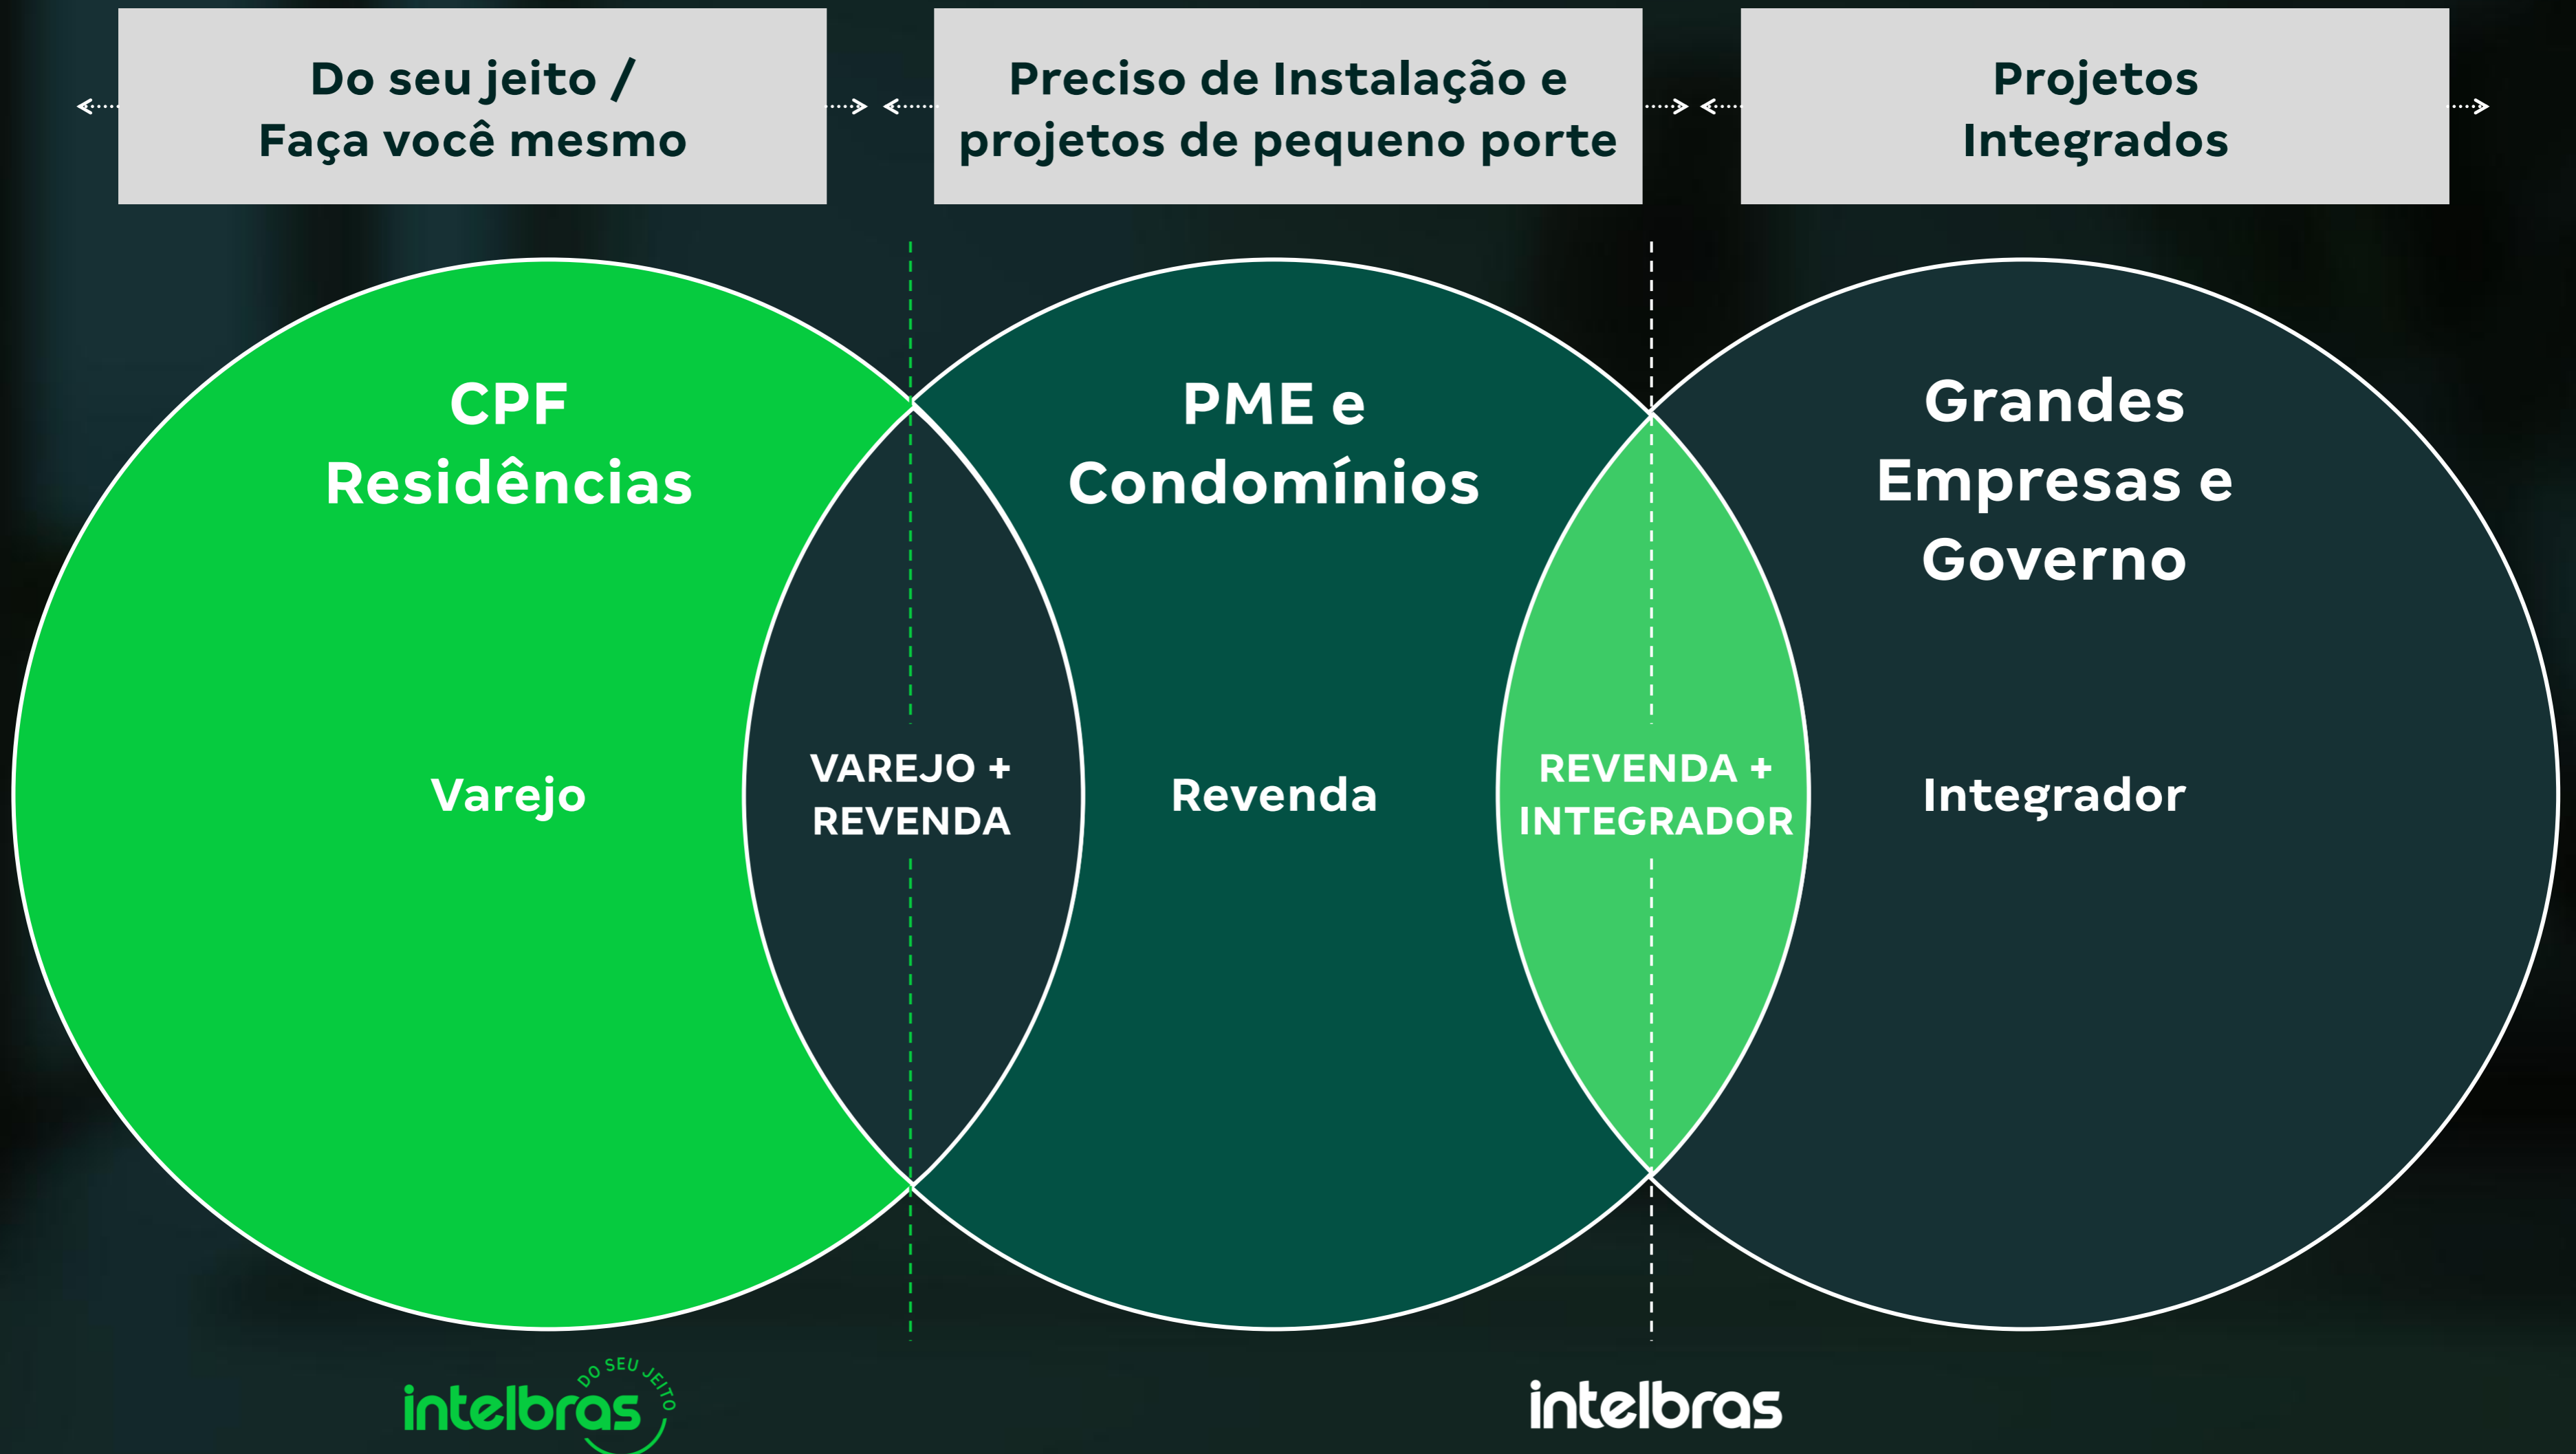 Do seu jeito /
Faça você mesmo
Preciso de Instalação e
projetos de pequeno porte
Projetos
Integrados
CPF
Residências
PME e
Condomínios
Grandes
Empresas e
Governo
Varejo
VAREJO +
REVENDA
Revenda
REVENDA +
INTEGRADOR
Integrador
intelbras
DO SEU JEITO
intelbras